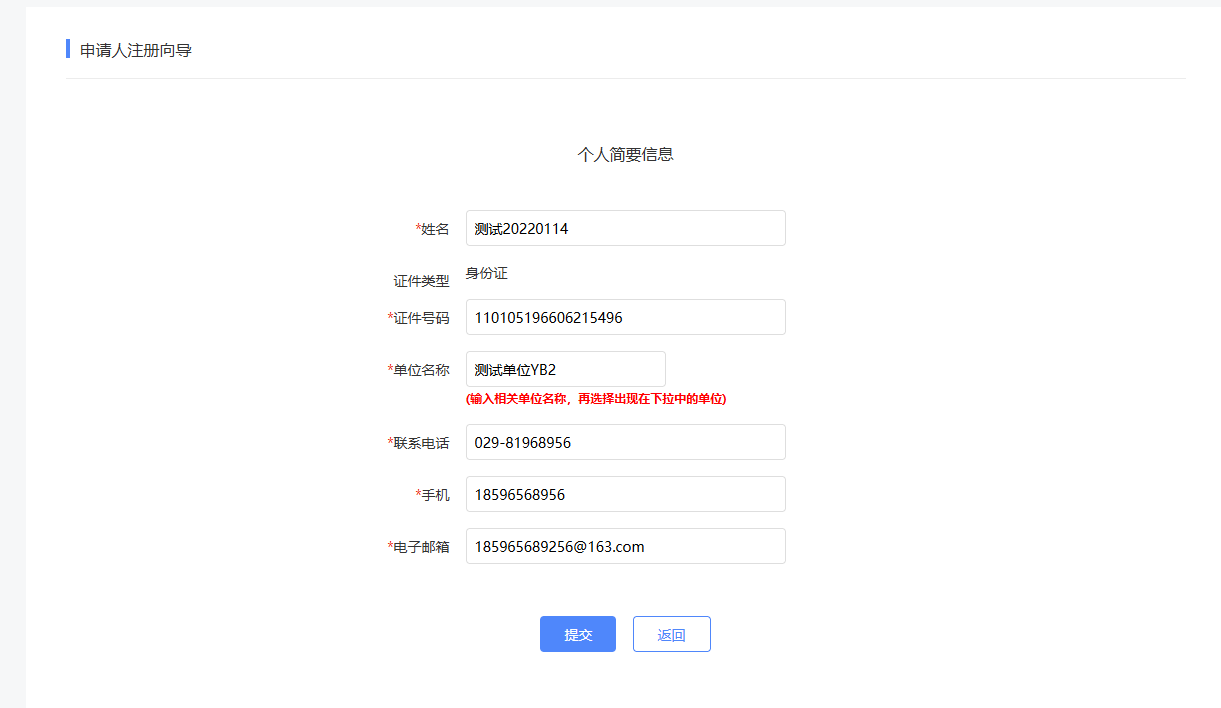 申请人注册向导
个人简要信息
*姓名 测试20220114
证件类型 身份证
*证件号码 110105196606215496
*单位名称 测试单位YB2
(输入相关单位名称，再选择出现在下拉中的单位)
*联系电话 029-81968956
*手机 18596568956
*电子邮箱 185965689256@163.com
提交 返回